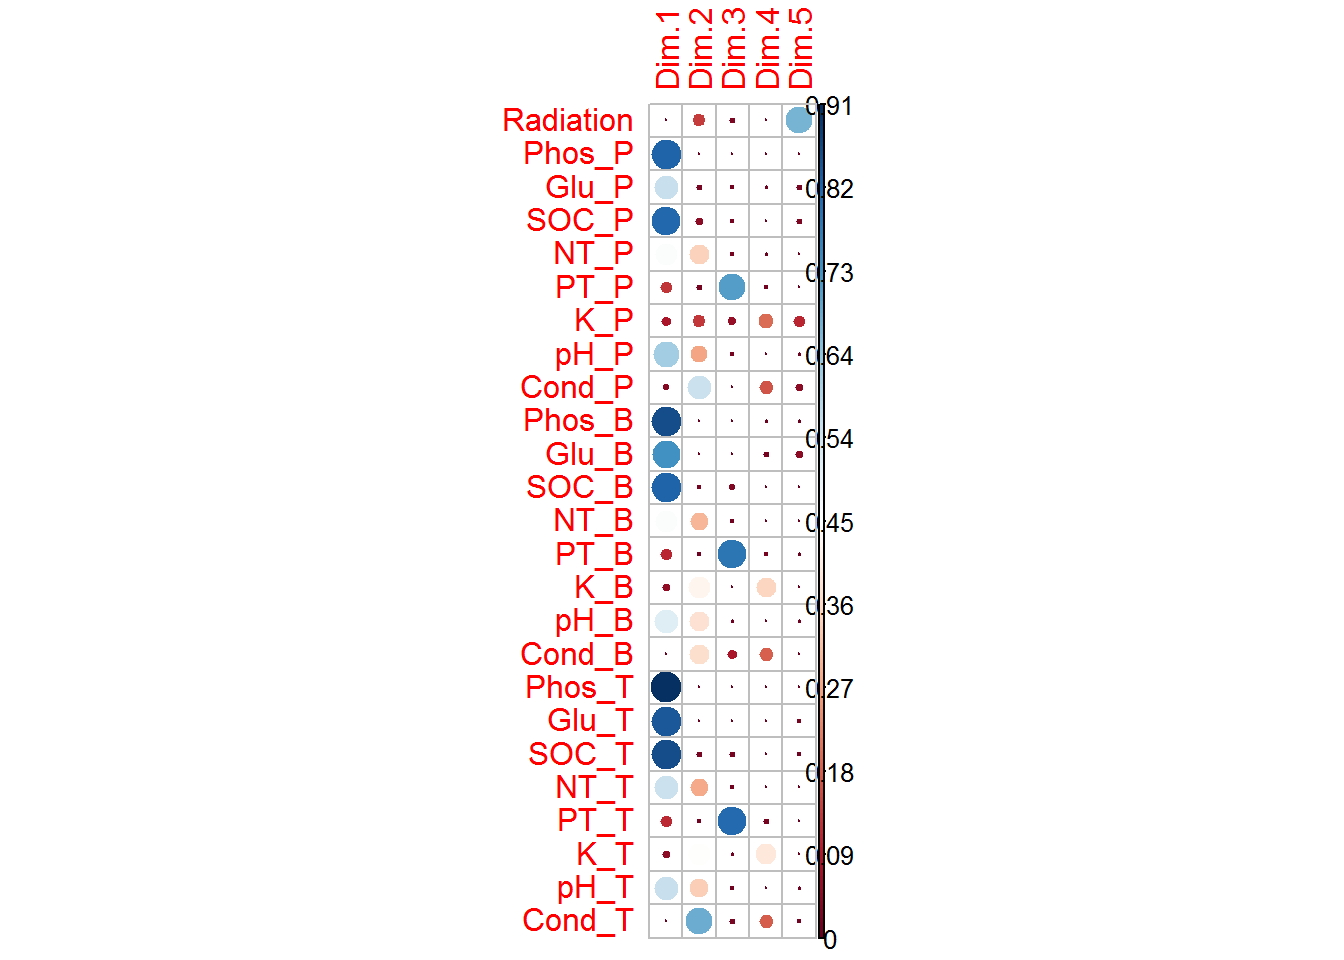 Dim.1 Dim.2 Dim.3 Dim.4 Dim.5
Radiation 0.91
Phos_P
Glu_P 0.82
SOC_P
NT_P
PT_P 0.73
K_P
pH_P 0.64
Cond_P
Phos_B
Glu_B 0.54
SOC_B
NT_B 0.45
PT_B
K_B
pH_B 0.36
Cond_B
Phos_T 0.27
Glu_T
SOC_T
NT_T 0.18
PT_T
K_T 0.09
pH_T
Cond_T
0